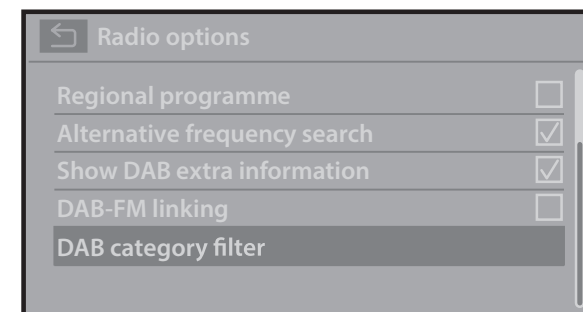 Radio options
Regional programme
Alternative frequency search
Show DAB extra information
DAB-FM linking
DAB category filter